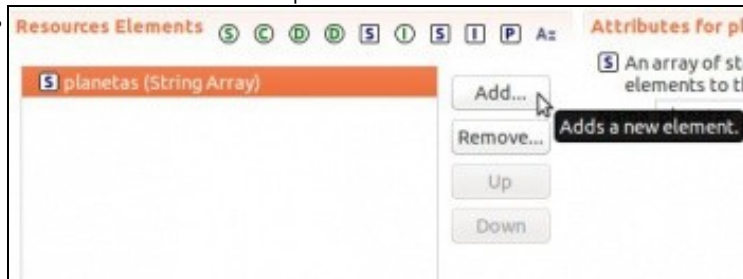 Resources Elements S C D D S I S I P Az
Attributes for pl
S An array of st
elements to th
S planetas (String Array)
Add...
Adds a new element.
Remove...
Up
Down